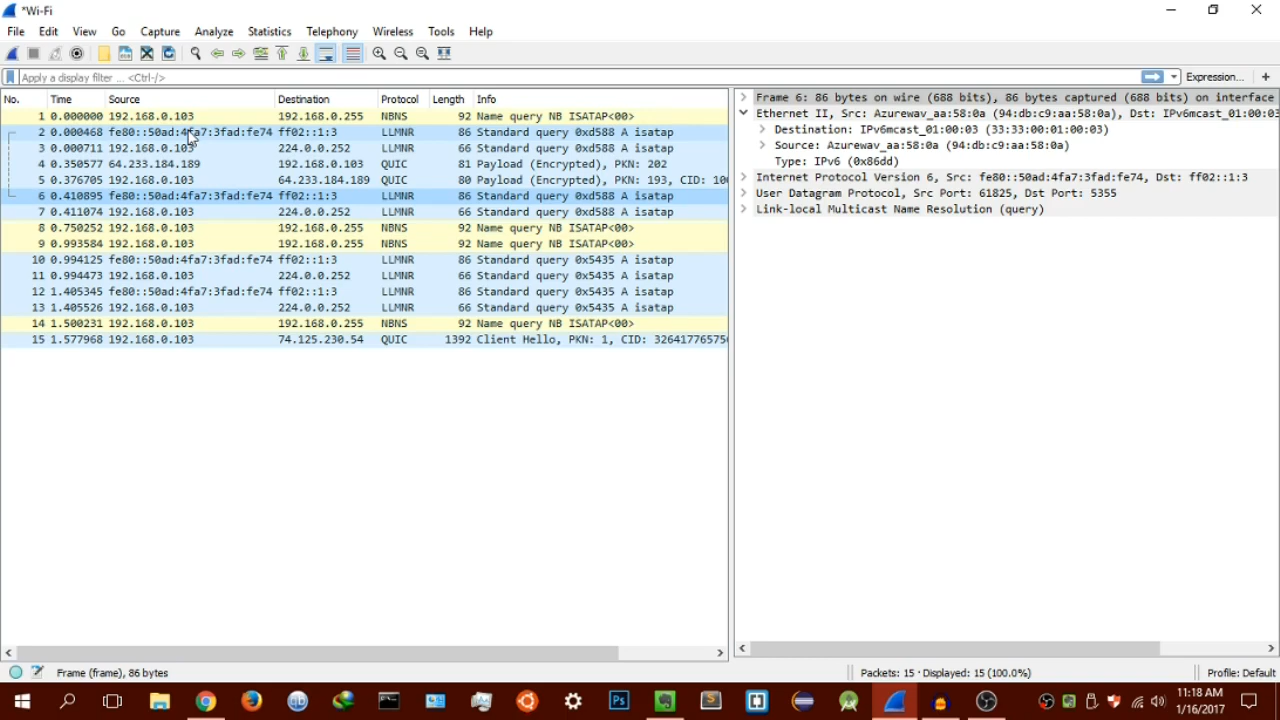 *Wi-Fi
File Edit View Go Capture Analyze Statistics Telephony Wireless Tools Help
Apply a display filter ... <Ctrl-/> Expression... +
No. Time Source Destination Protocol Length Info
1 0.000000 192.168.0.103 192.168.0.255 NBNS 92 Name query NB ISATAP<00>
2 0.000468 fe80::50ad:4fa7:3fad:fe74 ff02::1:3 LLMNR 86 Standard query 0xd588 A isatap
3 0.000711 192.168.0.103 224.0.0.252 LLMNR 66 Standard query 0xd588 A isatap
4 0.350577 64.233.184.189 192.168.0.103 QUIC 81 Payload (Encrypted), PKN: 202
5 0.376705 192.168.0.103 64.233.184.189 QUIC 80 Payload (Encrypted), PKN: 193, CID:
6 0.410895 fe80::50ad:4fa7:3fad:fe74 ff02::1:3 LLMNR 86 Standard query 0xd588 A isatap
7 0.411074 192.168.0.103 224.0.0.252 LLMNR 66 Standard query 0xd588 A isatap
8 0.750252 192.168.0.103 192.168.0.255 NBNS 92 Name query NB ISATAP<00>
9 0.993584 192.168.0.103 192.168.0.255 NBNS 92 Name query NB ISATAP<00>
10 0.994125 fe80::50ad:4fa7:3fad:fe74 ff02::1:3 LLMNR 86 Standard query 0x5435 A isatap
11 0.994473 192.168.0.103 224.0.0.252 LLMNR 66 Standard query 0x5435 A isatap
12 1.405345 fe80::50ad:4fa7:3fad:fe74 ff02::1:3 LLMNR 86 Standard query 0x5435 A isatap
13 1.405526 192.168.0.103 224.0.0.252 LLMNR 66 Standard query 0x5435 A isatap
14 1.500231 192.168.0.103 192.168.0.255 NBNS 92 Name query NB ISATAP<00>
15 1.577968 192.168.0.103 74.125.230.54 QUIC 1392 Client Hello, PKN: 1, CID:
Frame 6: 86 bytes on wire (688 bits), 86 bytes captured (688 bits) on interface
Ethernet II, Src: Azurewav_aa:58:0a (94:db:c9:aa:58:0a), Dst: IPv6mcast_01:00:03
Destination: IPv6mcast_01:00:03 (33:33:00:01:00:03)
Source: Azurewav_aa:58:0a (94:db:c9:aa:58:0a)
Type: IPv6 (0x86dd)
Internet Protocol Version 6, Src: fe80::50ad:4fa7:3fad:fe74, Dst: ff02::1:3
User Datagram Protocol, Src Port: 61825, Dst Port: 5355
Link-local Multicast Name Resolution (query)
Frame (frame), 86 bytes
Packets: 15 · Displayed: 15 (100.0%)
Profile: Default
11:18 AM
1/16/2017